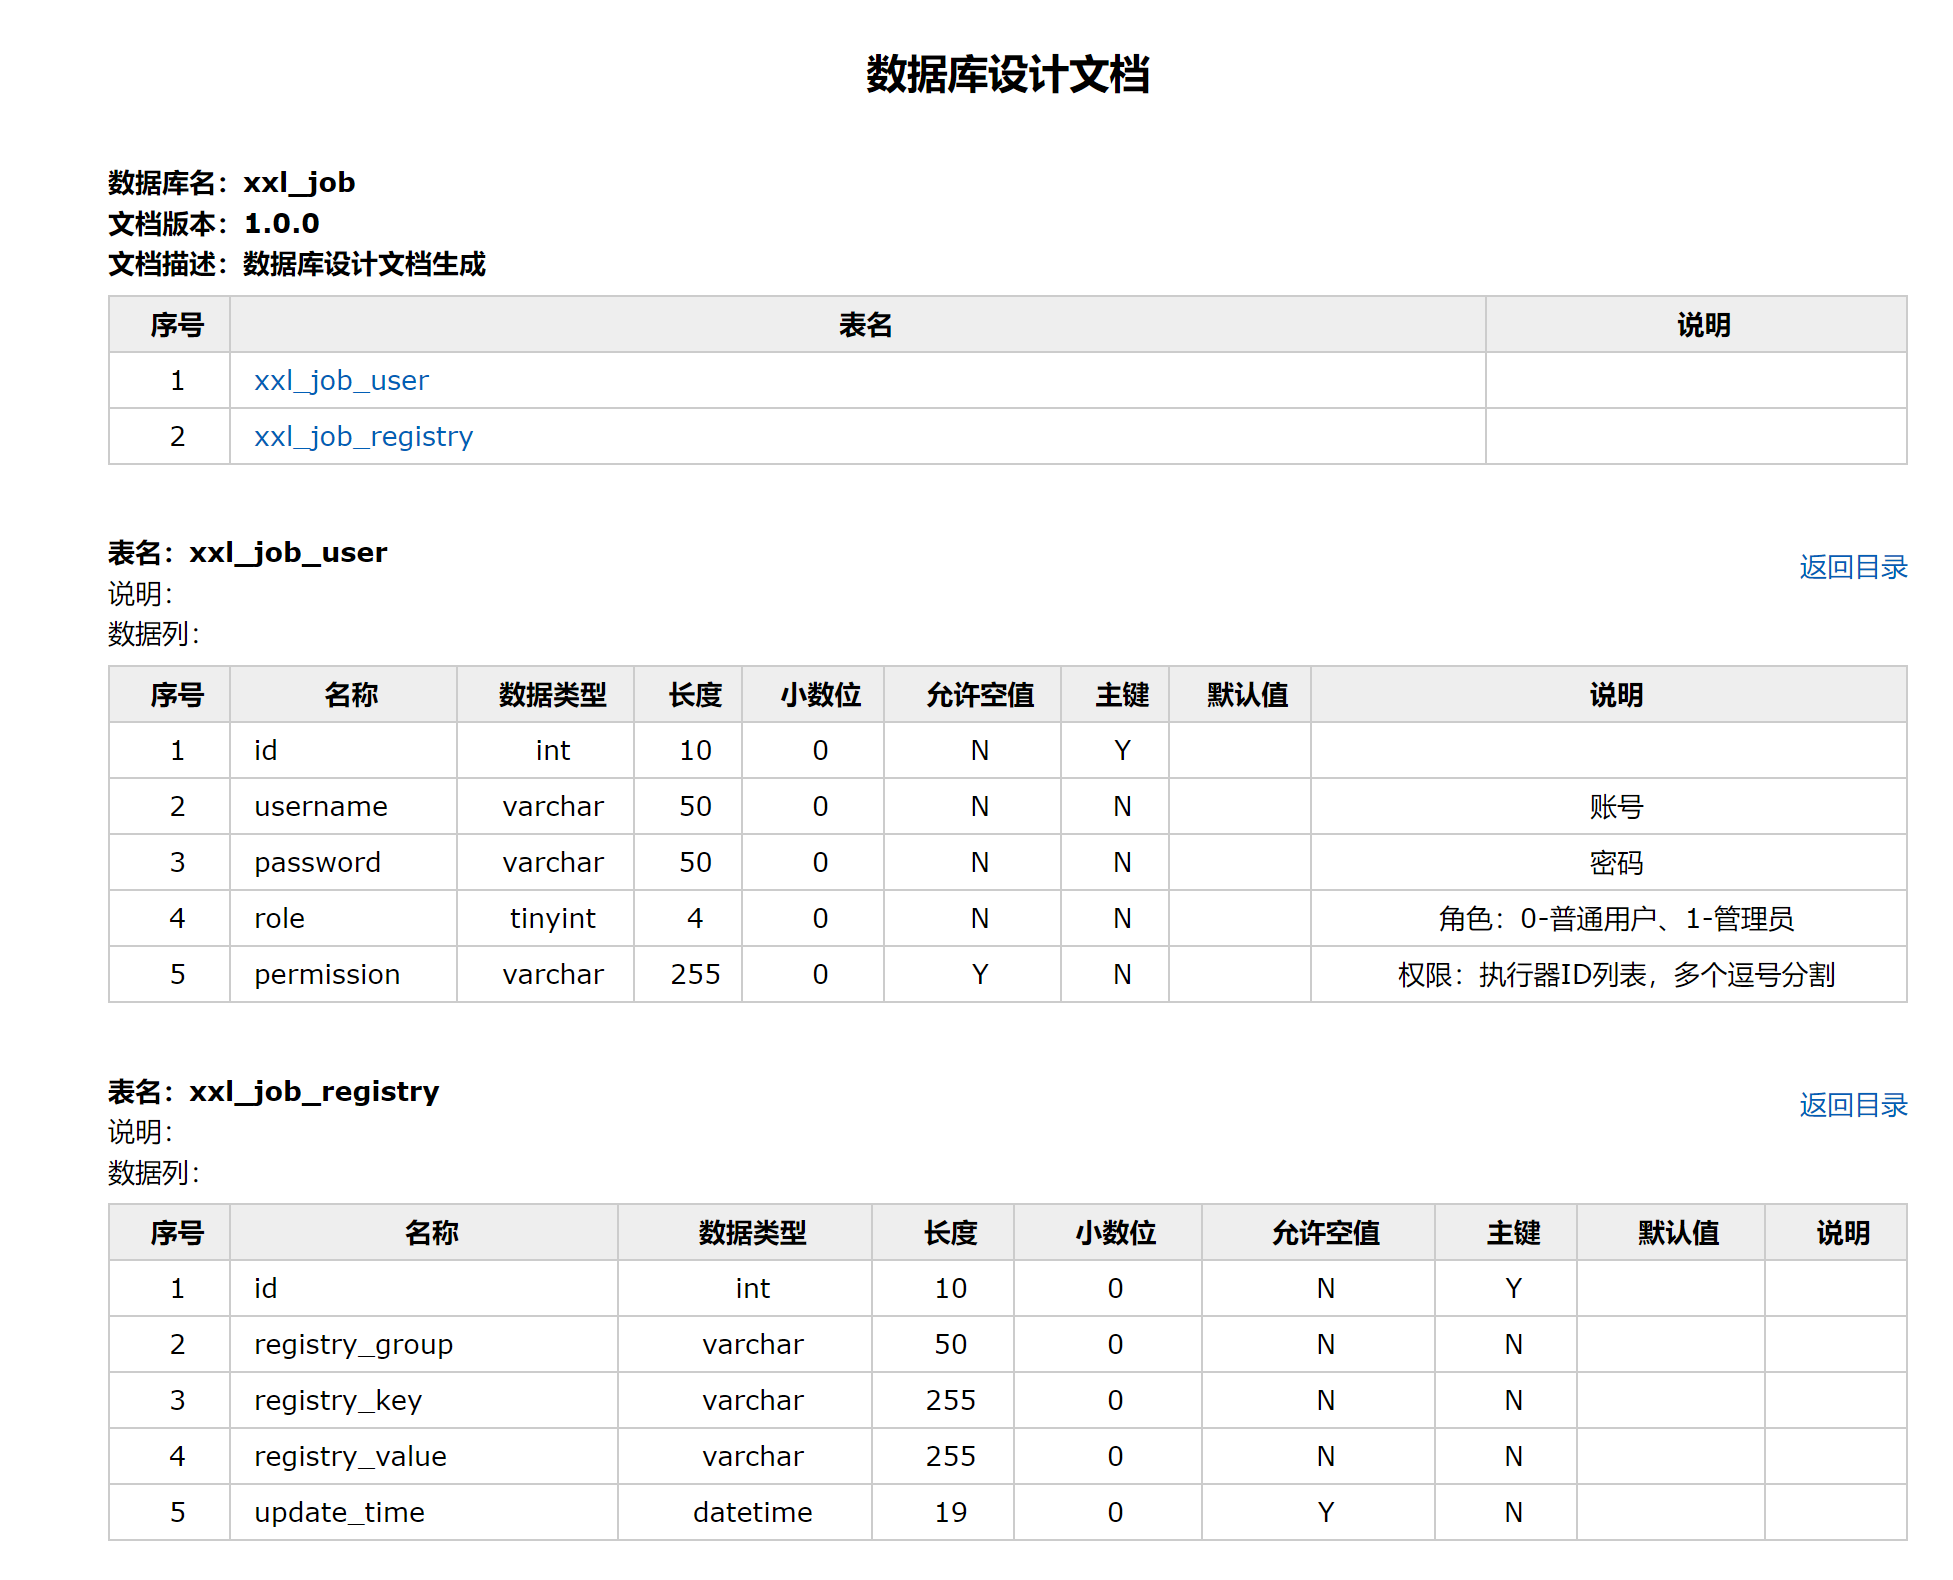 数据库设计文档
数据库名：xxl_job
文档版本：1.0.0
文档描述：数据库设计文档生成
序号 表名 说明
1 xxl_job_user
2 xxl_job_registry
表名：xxl_job_user
返回目录
说明：
数据列：
序号 名称 数据类型 长度 小数位 允许空值 主键 默认值 说明
1 id int 10 0 N Y
2 username varchar 50 0 N N 账号
3 password varchar 50 0 N N 密码
4 role tinyint 4 0 N N 角色：0-普通用户、1-管理员
5 permission varchar 255 0 Y N 权限：执行器ID列表，多个逗号分割
表名：xxl_job_registry
返回目录
说明：
数据列：
序号 名称 数据类型 长度 小数位 允许空值 主键 默认值 说明
1 id int 10 0 N Y
2 registry_group varchar 50 0 N N
3 registry_key varchar 255 0 N N
4 registry_value varchar 255 0 N N
5 update_time datetime 19 0 Y N